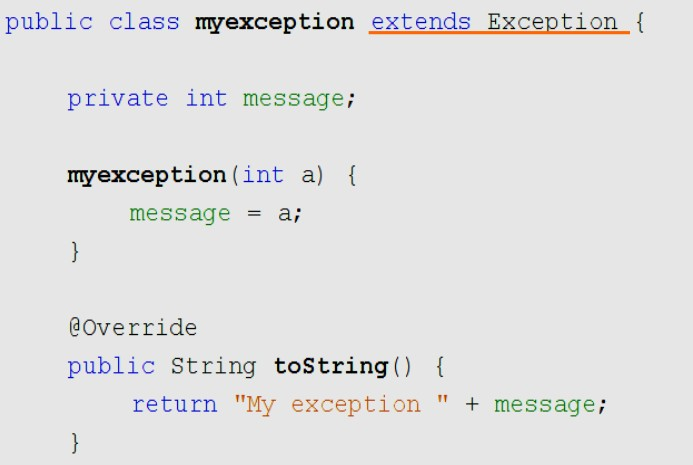 public class myexception extends Exception {
private int message;
myexception(int a) {
message = a;
}
@Override
public String toString() {
return "My exception " + message;
}